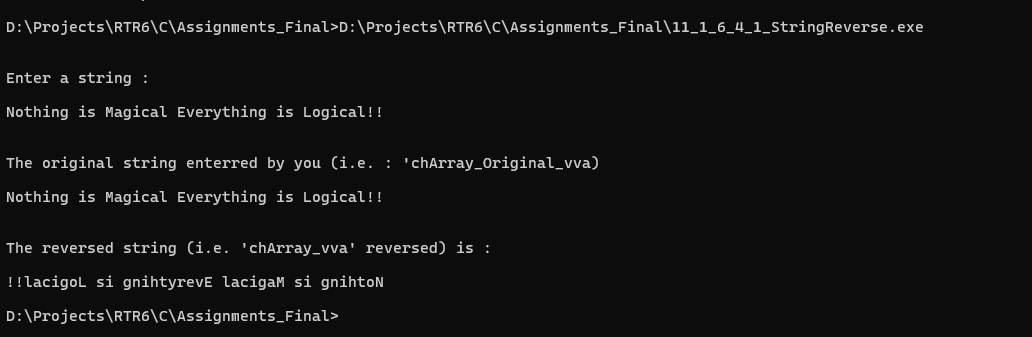 D:\Projects\RTR6\C\Assignments_Final>D:\Projects\RTR6\C\Assignments_Final\11_1_6_4_1_StringReverse.exe
Enter a string :
Nothing is Magical Everything is Logical!!
The original string enterred by you (i.e. : 'chArray_Original_vva)
Nothing is Magical Everything is Logical!!
The reversed string (i.e. 'chArray_vva' reversed) is :
!!lacigoL si gnihtyrevE lacigaM si gnihtoN
D:\Projects\RTR6\C\Assignments_Final>